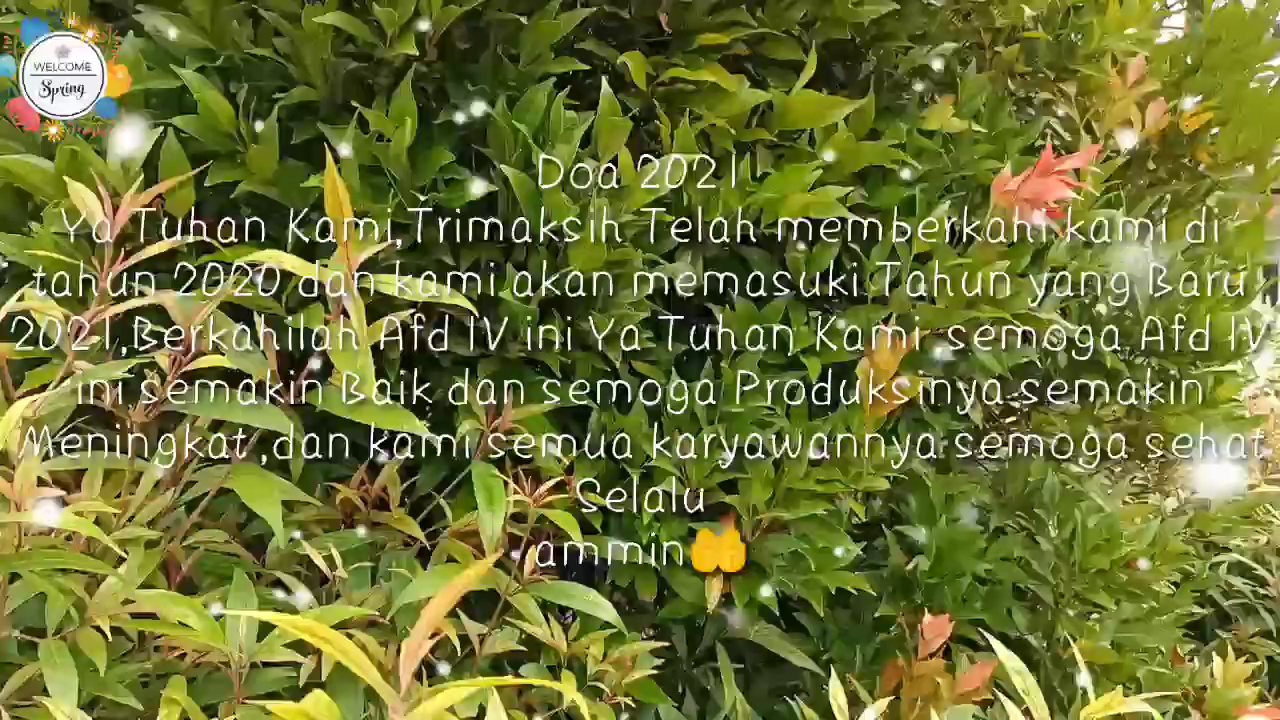 WELCOME
Spring
Doa 2021
Ya Tuhan Kami,Trimaksih Telah memberkahi kami di
tahun 2020 dan kami akan memasuki Tahun yang Baru
2021,Berkahilah Afd IV ini Ya Tuhan Kami semoga Afd IV
ini semakin Baik dan semoga Produksinya semakin
Meningkat ,dan kami semua karyawannya semoga sehat
Selalu
ammin🤲